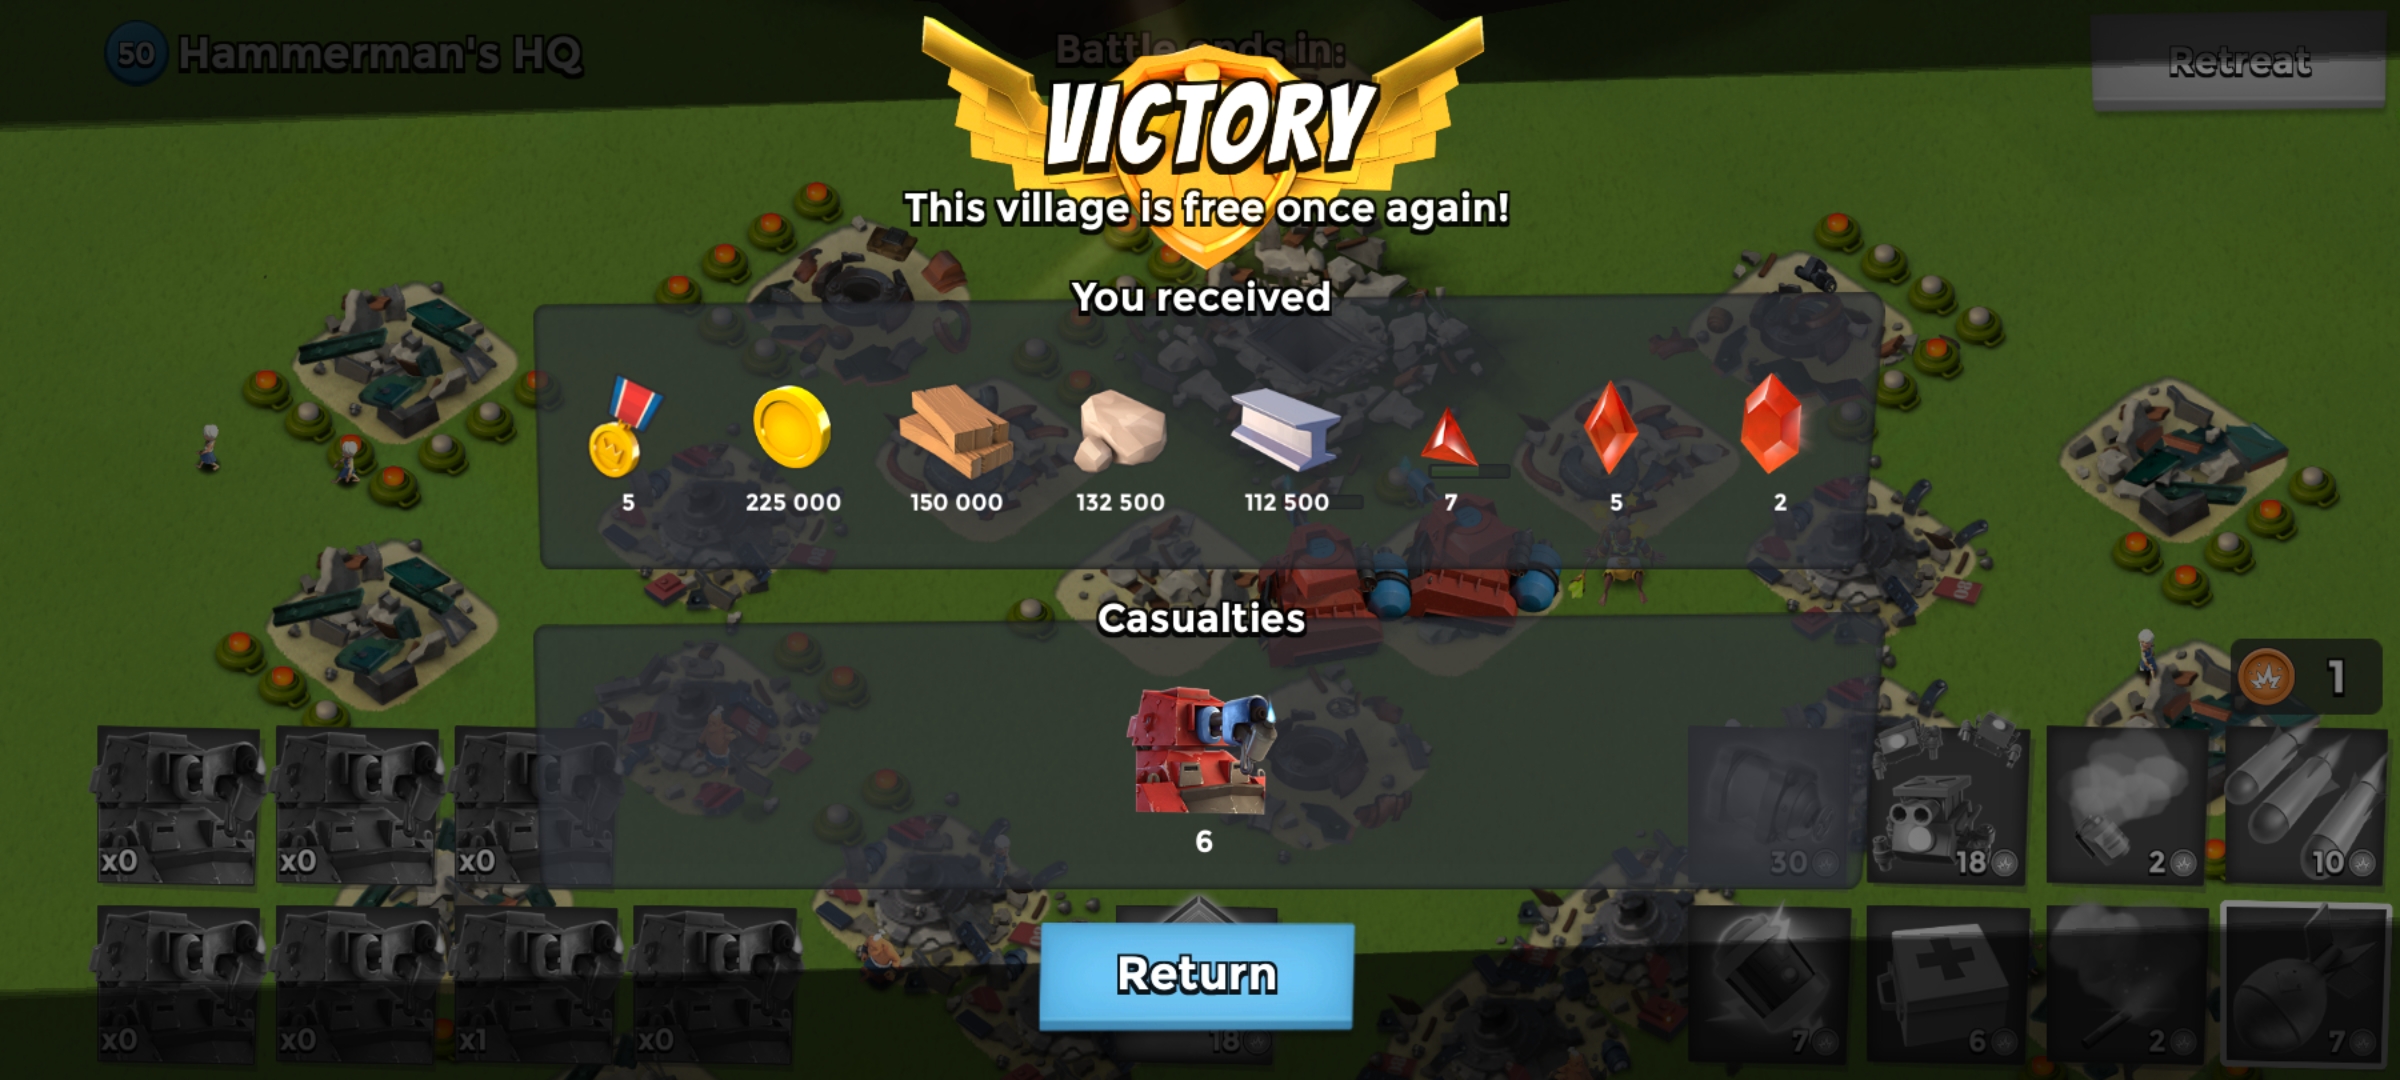 50 Hammerman's HQ
Battle ends in:
Retreat
VICTORY
This village is free once again!
You received
5
225 000
150 000
132 500
112 500
7
5
2
Casualties
6
1
x0
x0
x0
30
18
2
10
x0
x0
x1
x0
Return
18
7
6
2
7